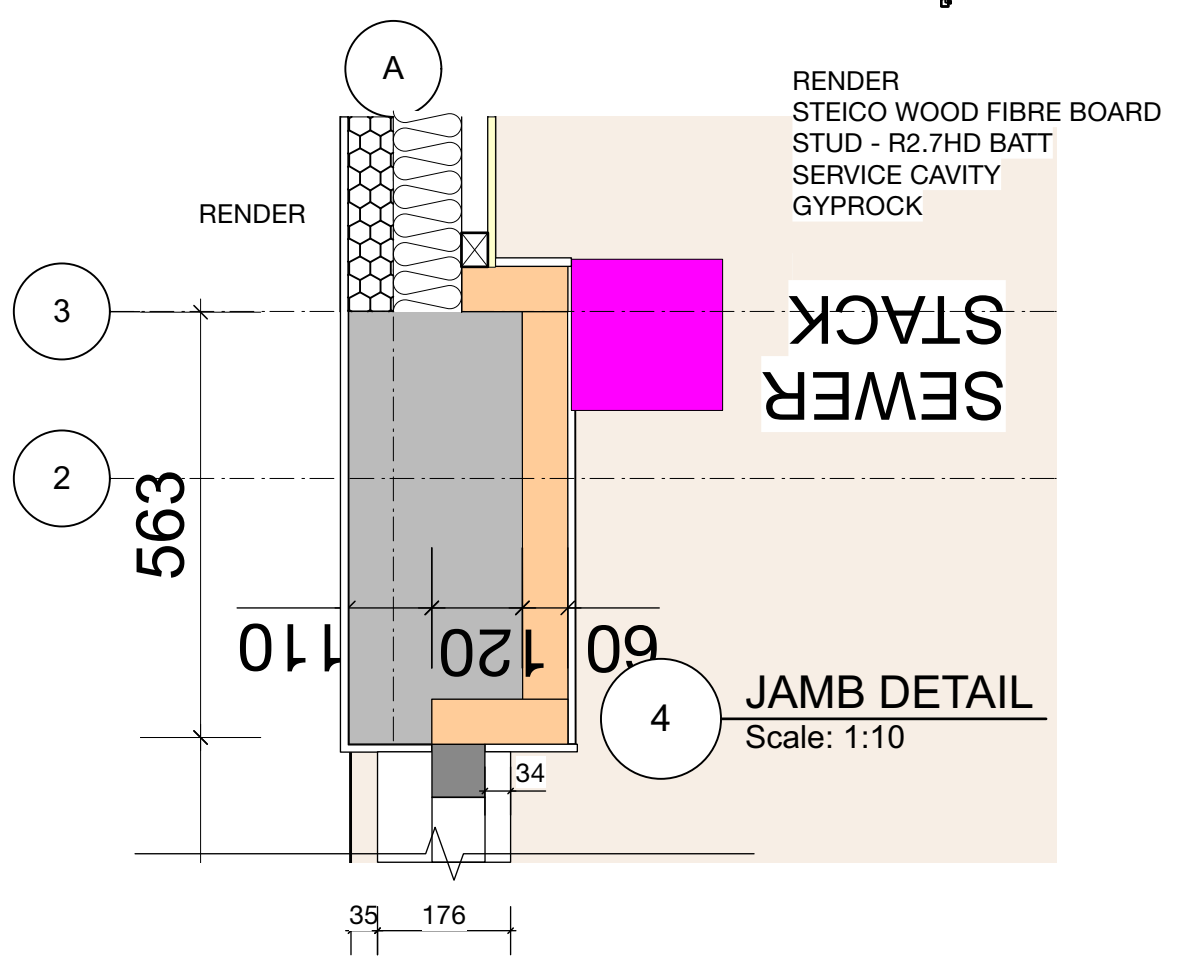 A
RENDER
STEICO WOOD FIBRE BOARD
STUD - R2.7HD BATT
SERVICE CAVITY
GYPROCK
RENDER
3
SEWER
STACK
2
593
110
120
60
4
JAMB DETAIL
Scale: 1:10
34
35
176